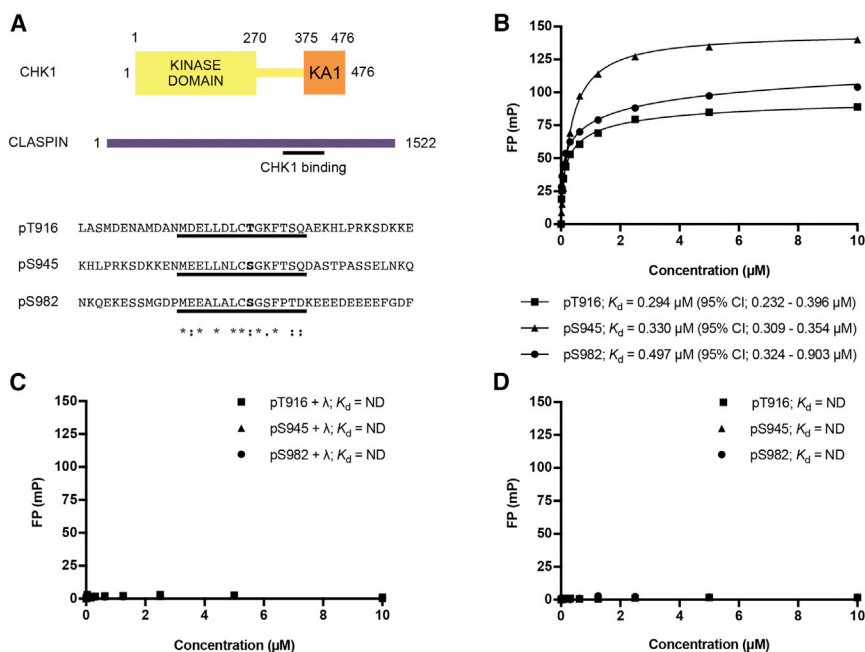 A
1 270 375 476
CHK1 1 KINASE DOMAIN KA1 476
CLASPIN 1 1522
CHK1 binding
pT916 LASMDENAMDANMDELLDLCTGKFTSQAEKHLPRKSDKKE
pS945 KHLPRKSDKKENMEELLNLCSGKFTSQDASTPASSELNKQ
pS982 NKQEKESSMGDPMEEALALCSGSFPTDKEEEDEEEEFGDF
*:* * **:*.* ::
B
FP (mP)
150
125
100
75
50
25
0
0 2 4 6 8 10
Concentration (µM)
pT916; Kd = 0.294 µM (95% CI; 0.232 - 0.396 µM)
pS945; Kd = 0.330 µM (95% CI; 0.309 - 0.354 µM)
pS982; Kd = 0.497 µM (95% CI; 0.324 - 0.903 µM)
C
FP (mP)
150
125
100
75
50
25
0
0 2 4 6 8 10
Concentration (µM)
pT916 + λ; Kd = ND
pS945 + λ; Kd = ND
pS982 + λ; Kd = ND
D
FP (mP)
150
125
100
75
50
25
0
0 2 4 6 8 10
Concentration (µM)
pT916; Kd = ND
pS945; Kd = ND
pS982; Kd = ND